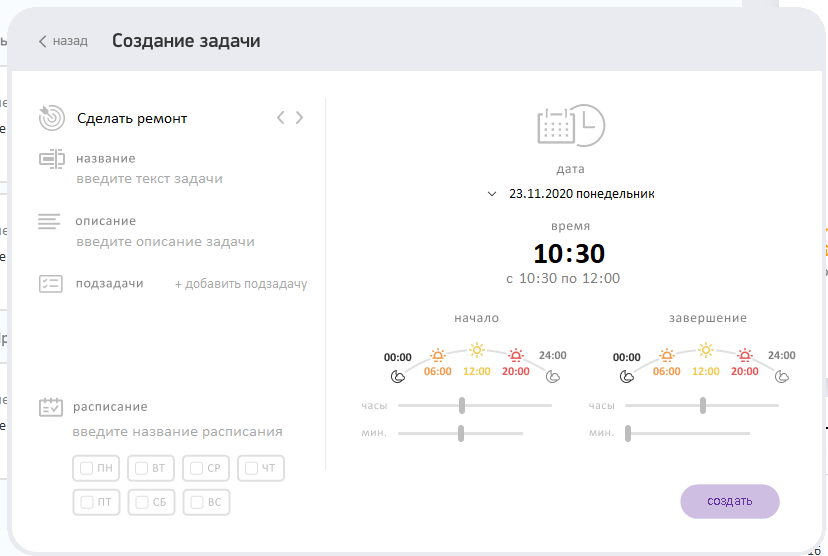 назад
Создание задачи
Сделать ремонт
название
введите текст задачи
описание
введите описание задачи
подзадачи
+ добавить подзадачу
расписание
введите название расписания
ПН
ВТ
СР
ЧТ
ПТ
СБ
ВС
дата
23.11.2020 понедельник
время
10:30
с 10:30 по 12:00
начало
00:00
06:00
12:00
20:00
24:00
часы
мин.
завершение
00:00
06:00
12:00
20:00
24:00
часы
мин.
создать